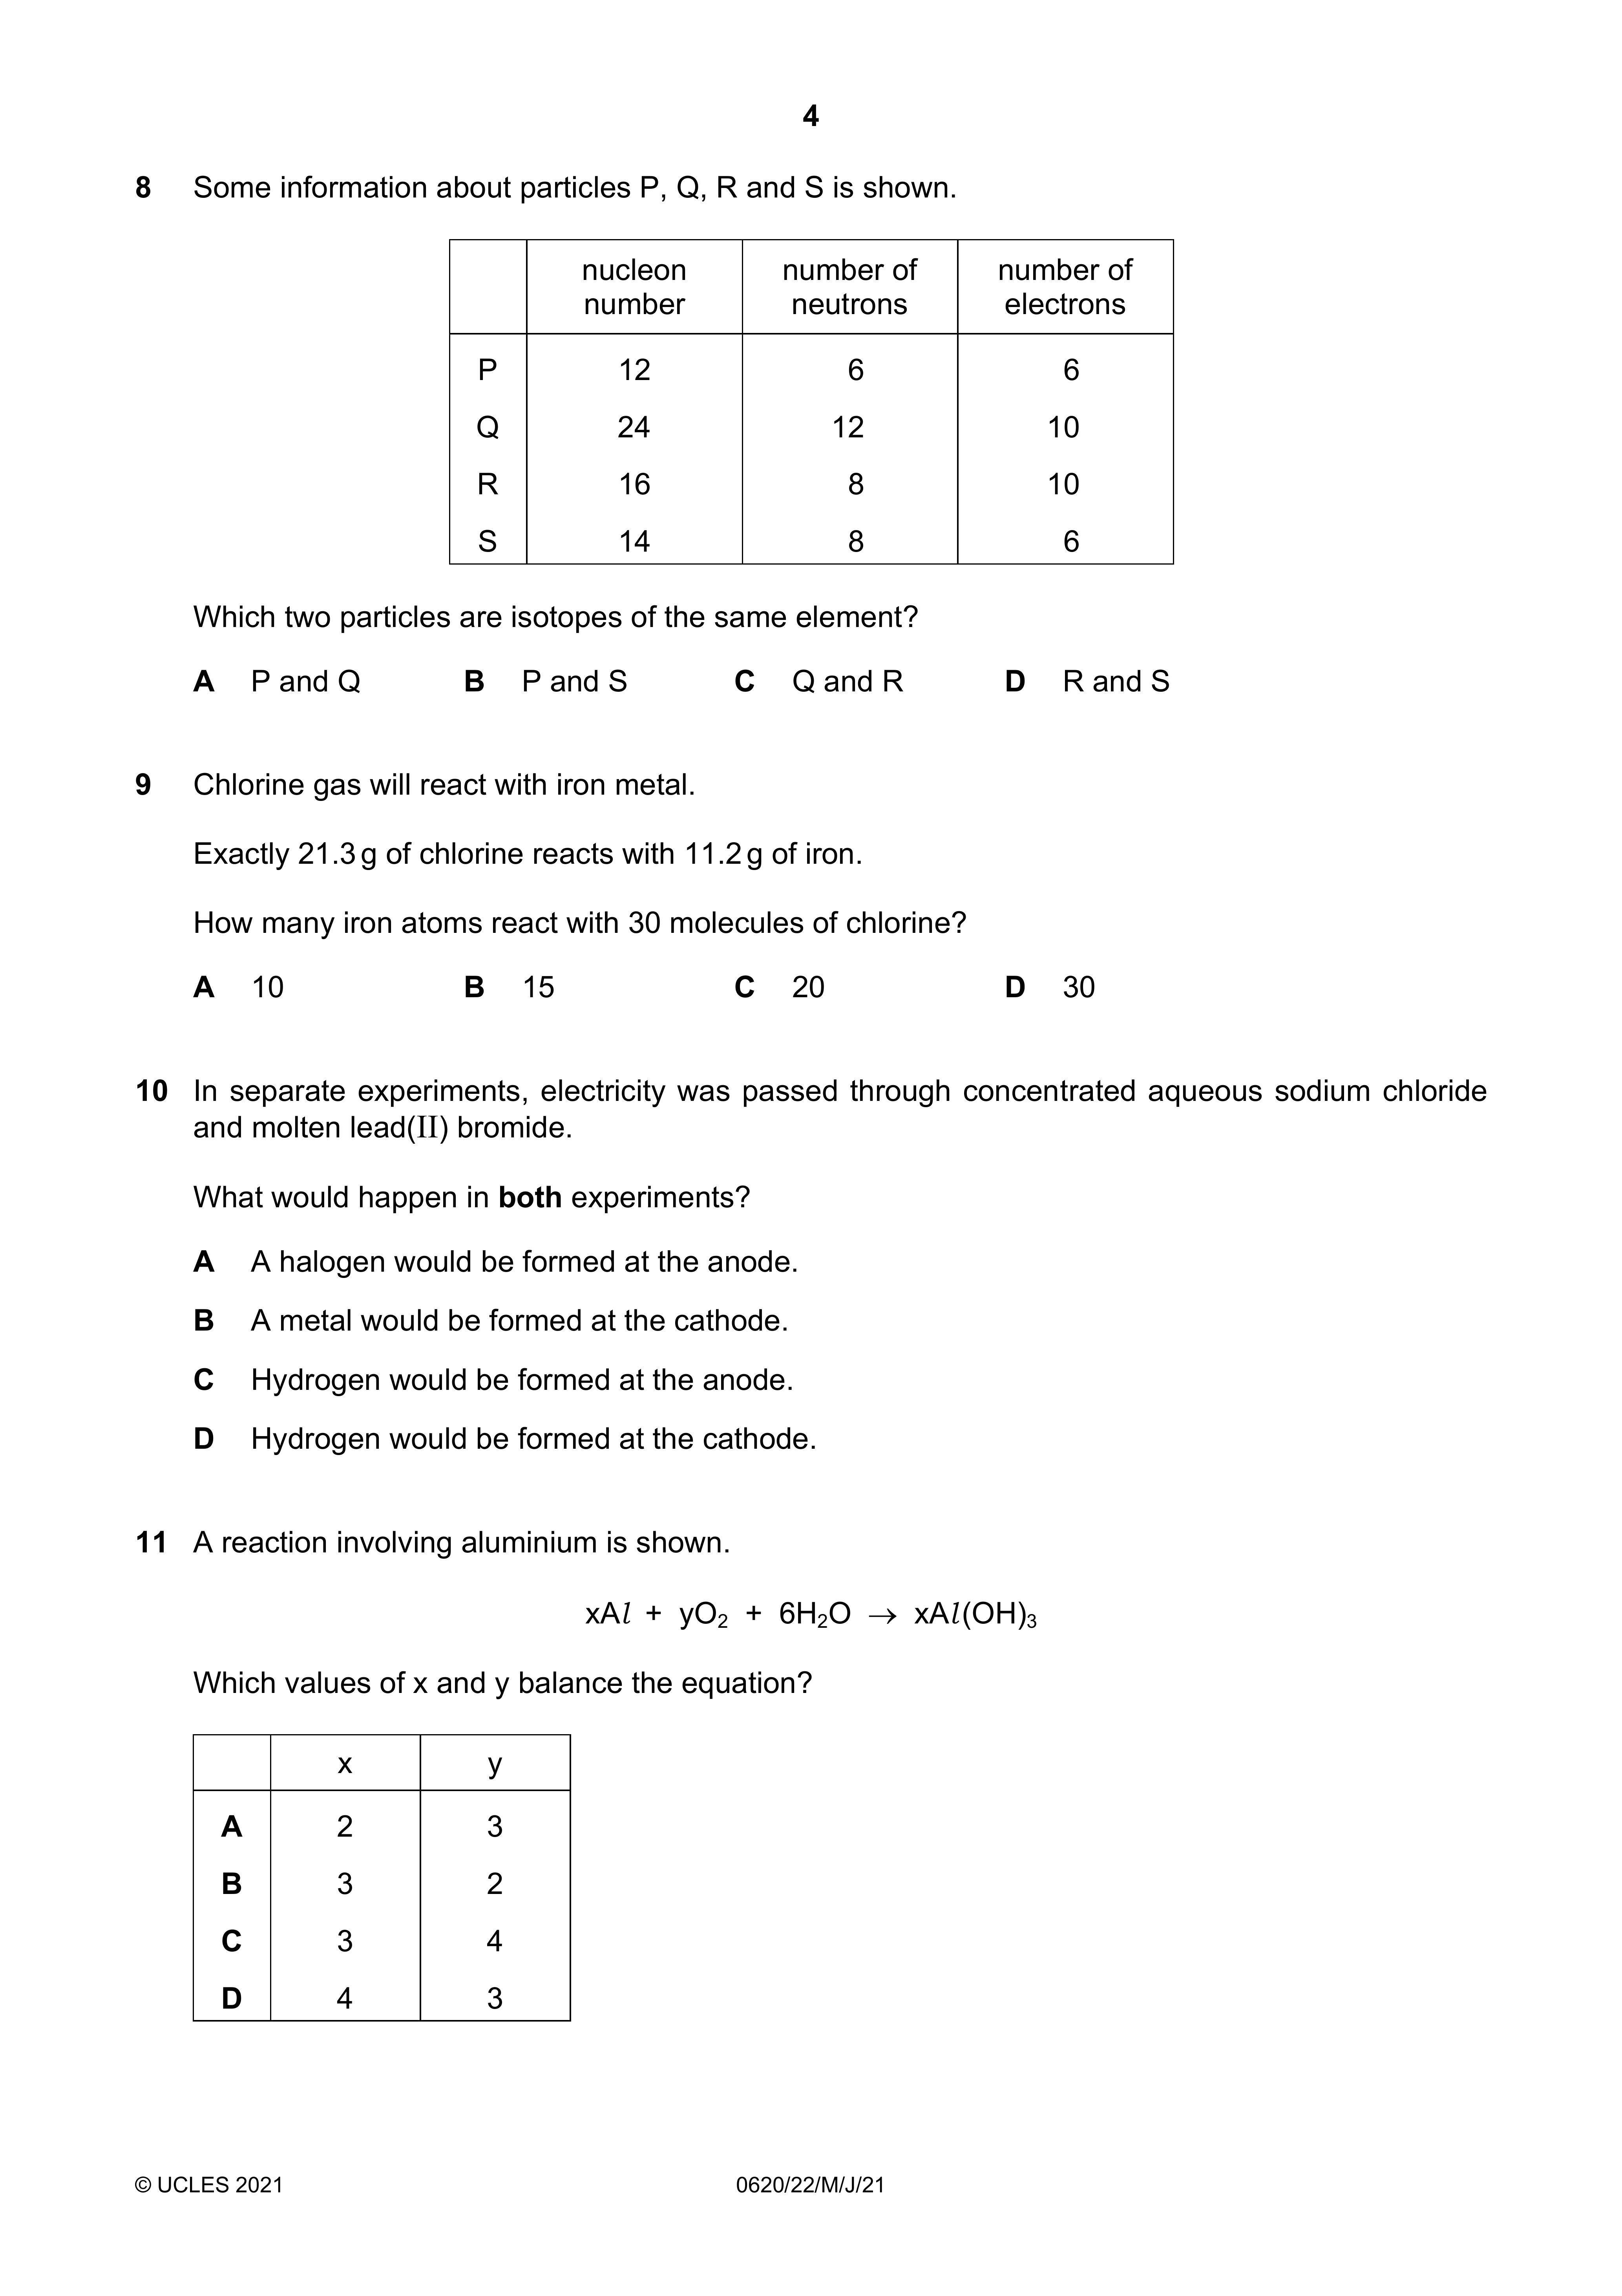 4
8 Some information about particles P, Q, R and S is shown.
nucleon number number of neutrons number of electrons
P 12 6 6
Q 24 12 10
R 16 8 10
S 14 8 6
Which two particles are isotopes of the same element?
A P and Q B P and S C Q and R D R and S
9 Chlorine gas will react with iron metal.
Exactly 21.3 g of chlorine reacts with 11.2 g of iron.
How many iron atoms react with 30 molecules of chlorine?
A 10 B 15 C 20 D 30
10 In separate experiments, electricity was passed through concentrated aqueous sodium chloride
and molten lead(II) bromide.
What would happen in both experiments?
A A halogen would be formed at the anode.
B A metal would be formed at the cathode.
C Hydrogen would be formed at the anode.
D Hydrogen would be formed at the cathode.
11 A reaction involving aluminium is shown.
xAl + yO₂ + 6H₂O → xAl(OH)₃
Which values of x and y balance the equation?
x y
A 2 3
B 3 2
C 3 4
D 4 3
© UCLES 2021 0620/22/M/J/21